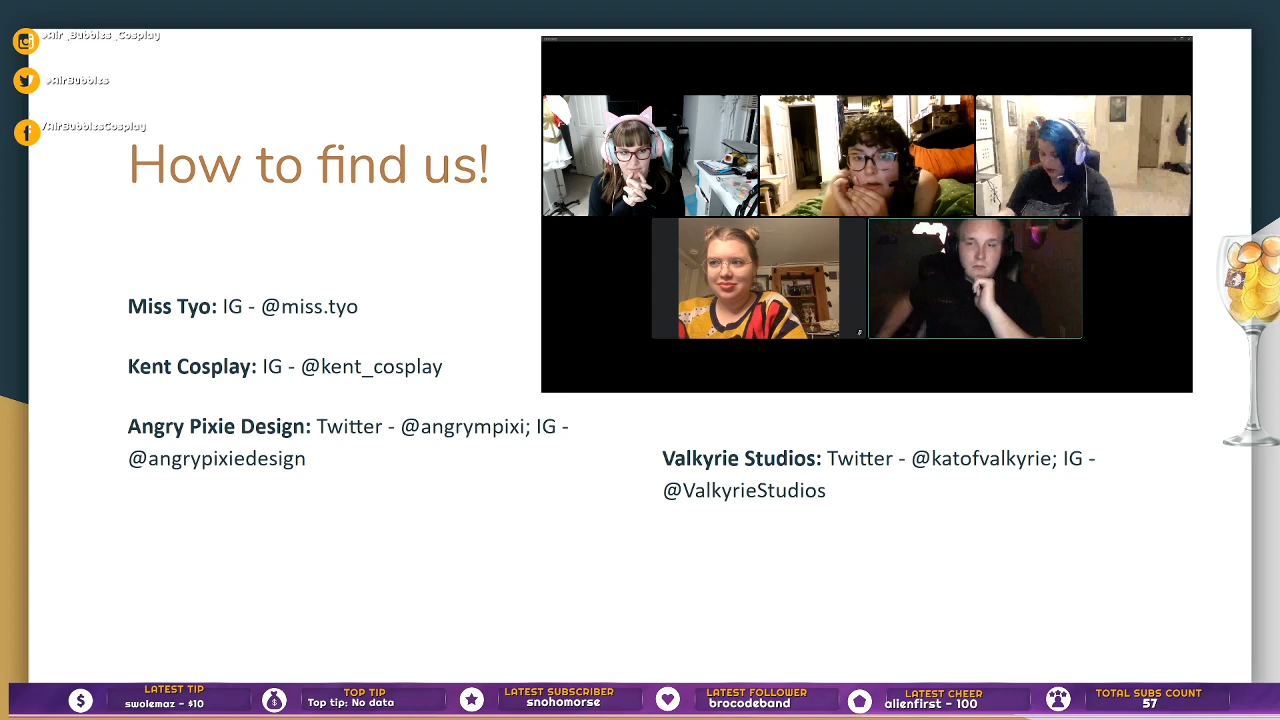 @Air_Bubbles_Cosplay
@AirBubbles
/AirBubblesCosplay
How to find us!
Miss Tyo: IG - @miss.tyo
Kent Cosplay: IG - @kent_cosplay
Angry Pixie Design: Twitter - @angrympixi; IG -
@angrypixiedesign
Valkyrie Studios: Twitter - @katofvalkyrie; IG -
@ValkyrieStudios
LATEST TIP
swolemaz - $10
TOP TIP
Top tip: No data
LATEST SUBSCRIBER
snohomorse
LATEST FOLLOWER
brocodeband
LATEST CHEER
alienfirst - 100
TOTAL SUBS COUNT
57